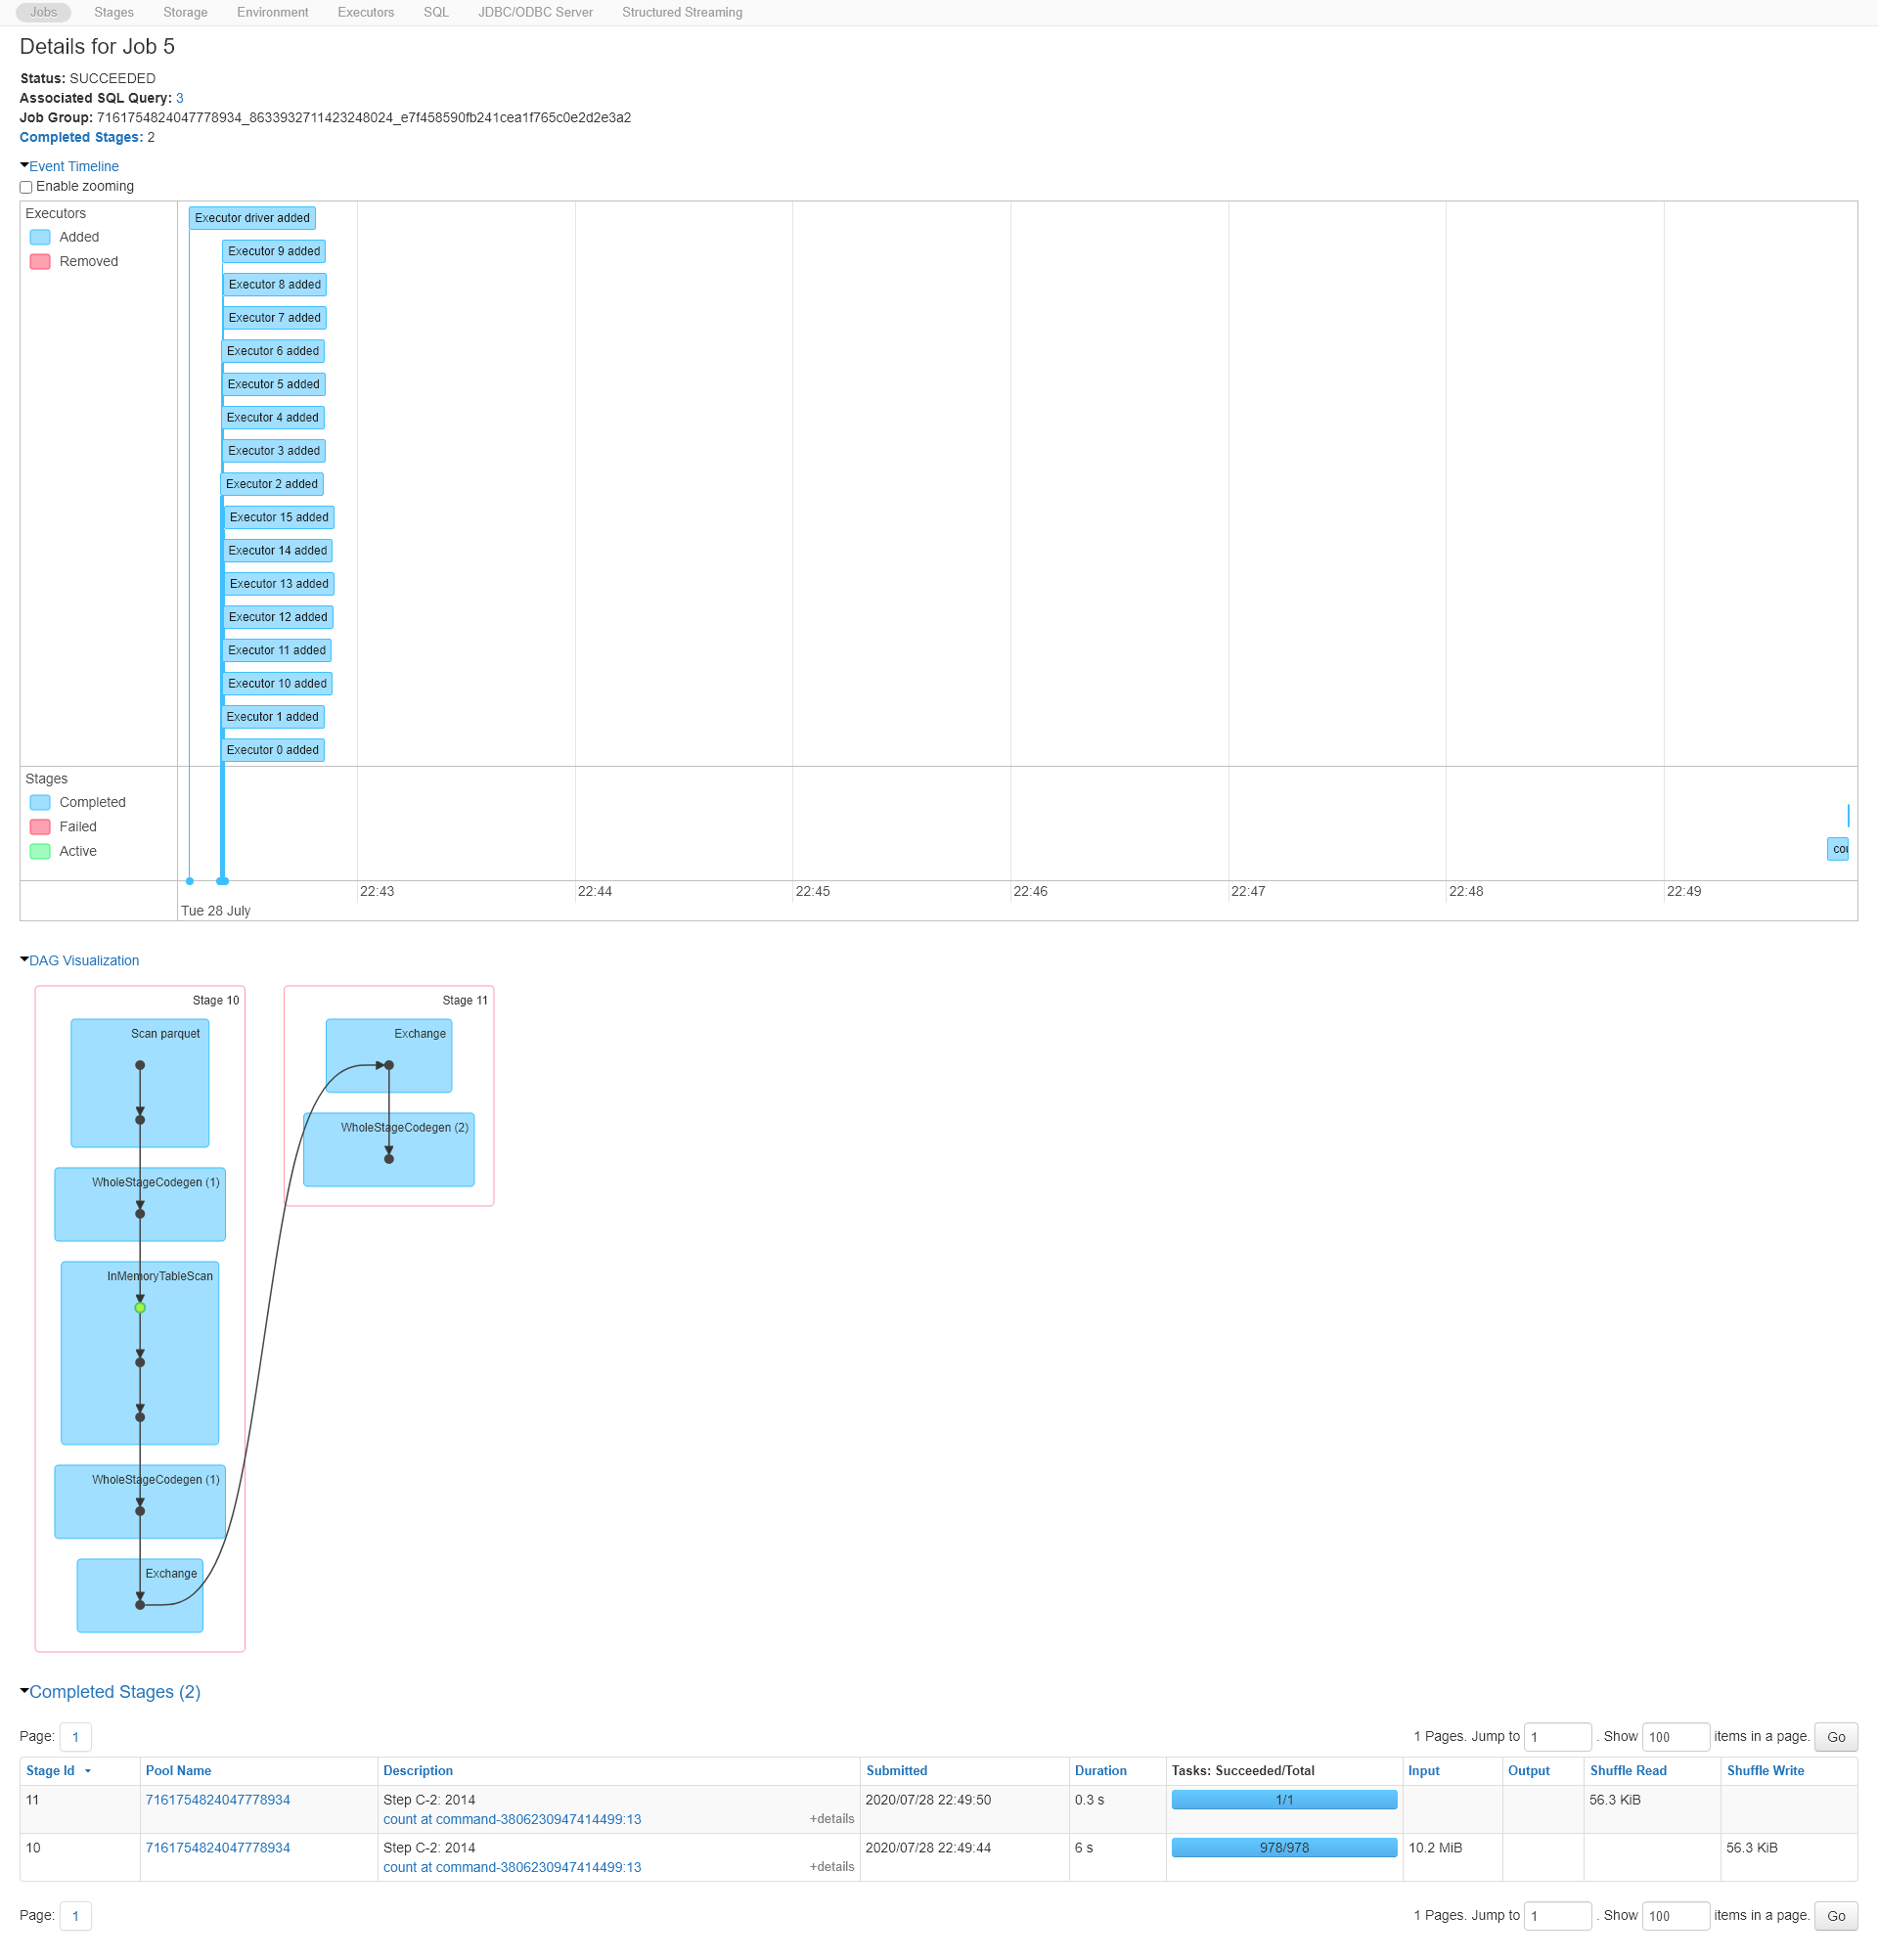 Jobs Stages Storage Environment Executors SQL JDBC/ODBC Server Structured Streaming
Details for Job 5
Status: SUCCEEDED
Associated SQL Query: 3
Job Group: 7161754824047778934_8633932711423248024_e7f458590fb241cea1f765c0e2d2e3a2
Completed Stages: 2
Event Timeline
Enable zooming
Executors
Added
Removed
Executor driver added
Executor 9 added
Executor 8 added
Executor 7 added
Executor 6 added
Executor 5 added
Executor 4 added
Executor 3 added
Executor 2 added
Executor 15 added
Executor 14 added
Executor 13 added
Executor 12 added
Executor 11 added
Executor 10 added
Executor 1 added
Executor 0 added
Stages
Completed
Failed
Active
22:43 22:44 22:45 22:46 22:47 22:48 22:49
Tue 28 July
DAG Visualization
Stage 10
Scan parquet
WholeStageCodegen (1)
InMemoryTableScan
WholeStageCodegen (1)
Exchange
Stage 11
Exchange
WholeStageCodegen (2)
Completed Stages (2)
Page: 1 1 Pages. Jump to 1 . Show 100 items in a page. Go
Stage Id Pool Name Description Submitted Duration Tasks: Succeeded/Total Input Output Shuffle Read Shuffle Write
11 7161754824047778934 Step C-2: 2014 2020/07/28 22:49:50 0.3 s 1/1 56.3 KiB
count at command-3806230947414499:13 +details
10 7161754824047778934 Step C-2: 2014 2020/07/28 22:49:44 6 s 978/978 10.2 MiB 56.3 KiB
count at command-3806230947414499:13 +details
Page: 1 1 Pages. Jump to 1 . Show 100 items in a page. Go